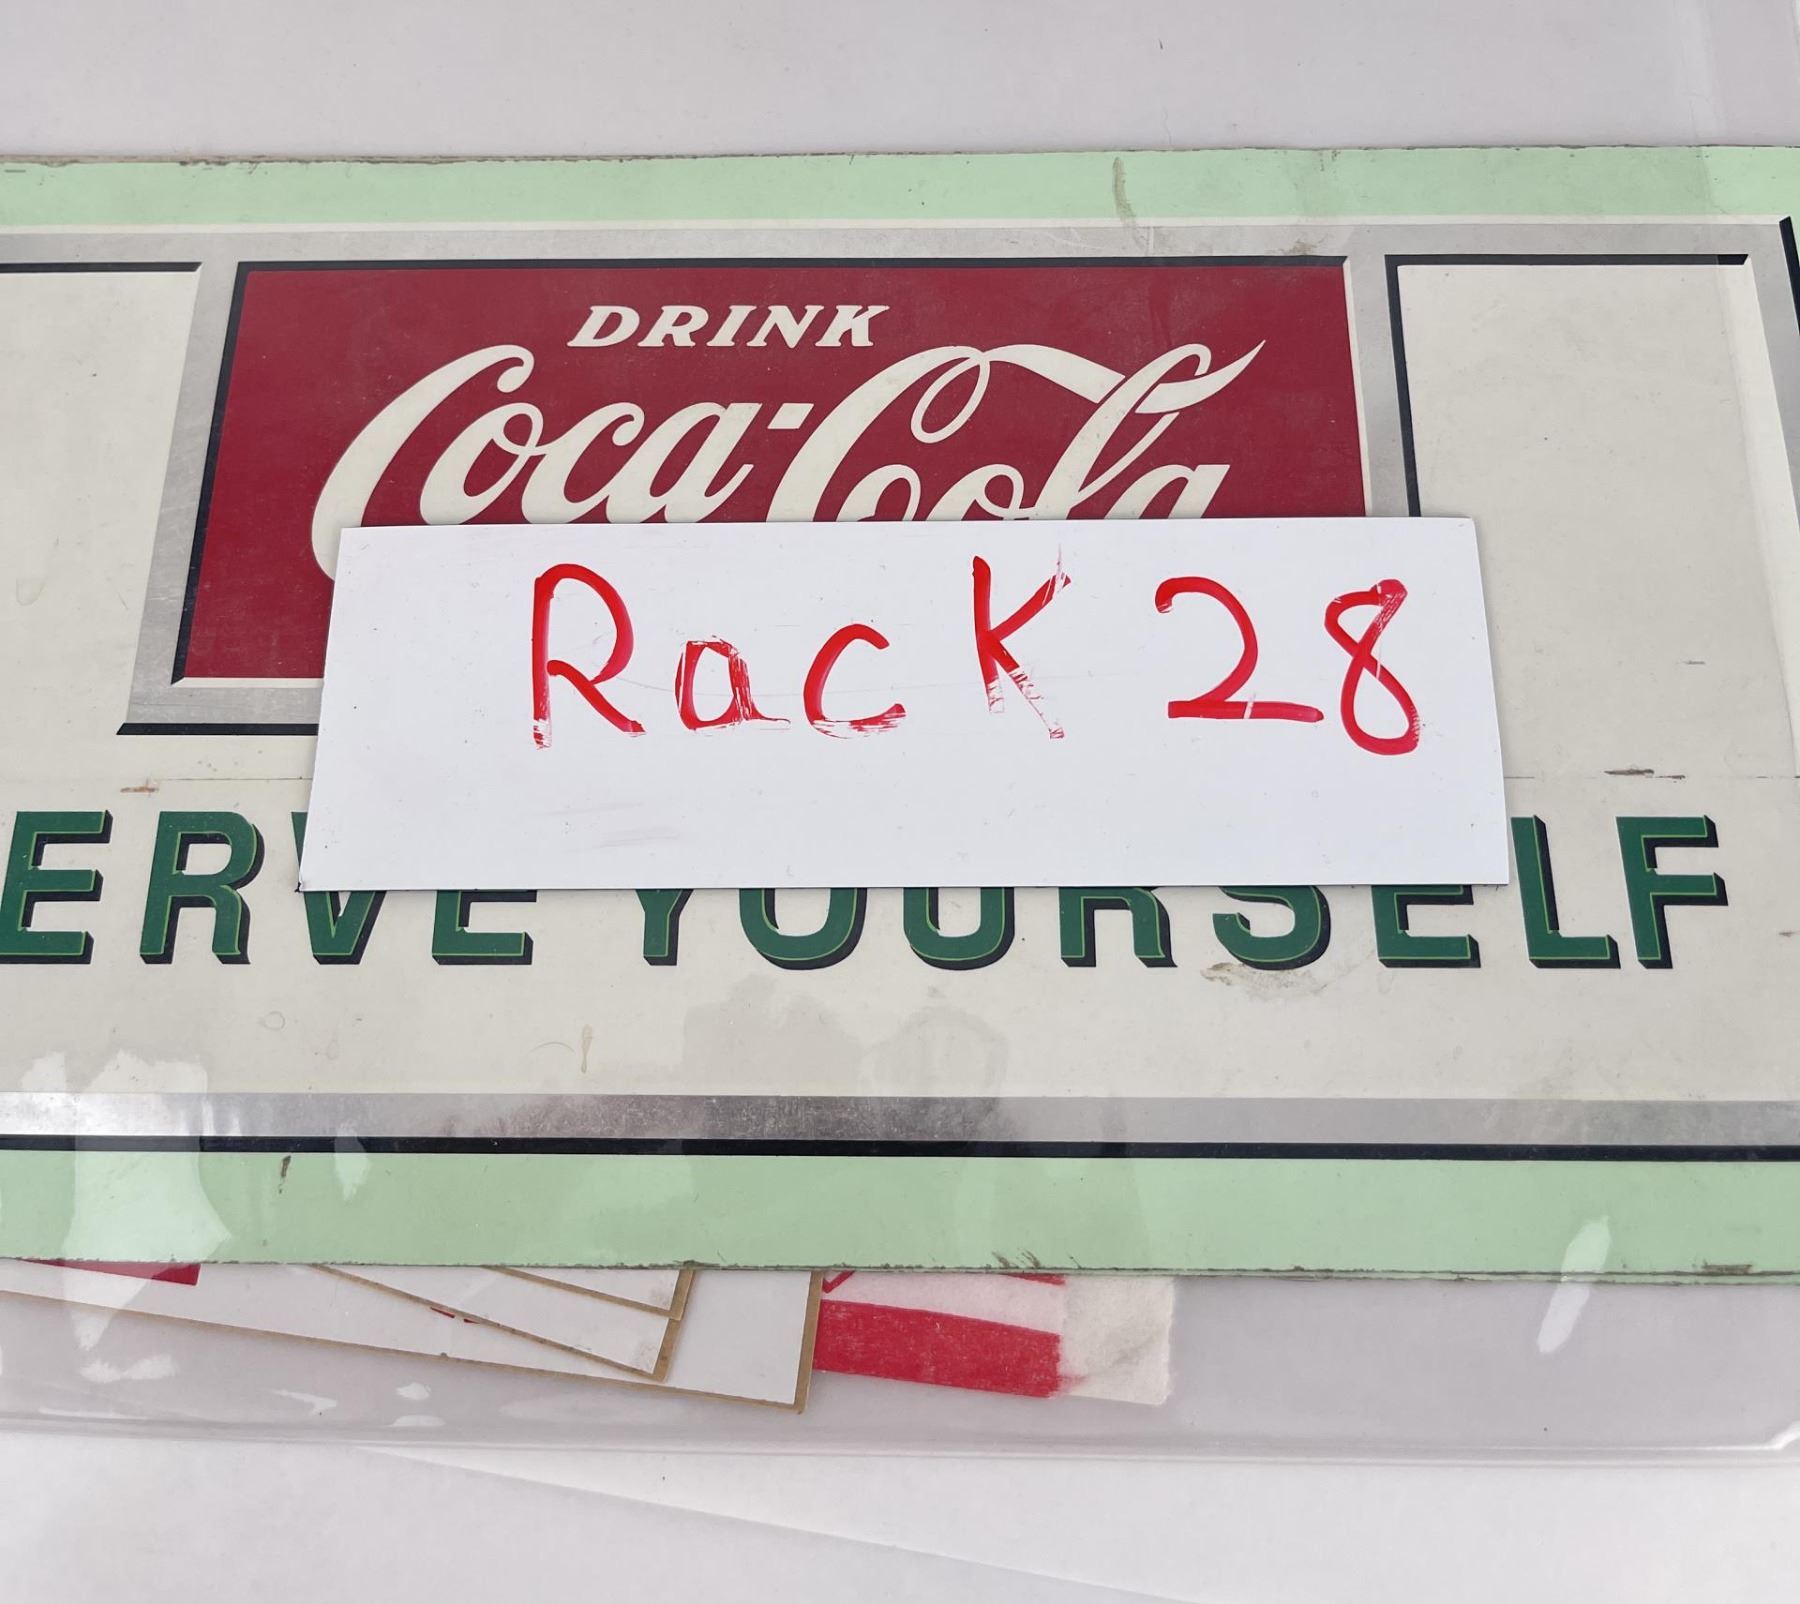 DRINK
Coca-Cola
Rack 28
ERVE YOURSELF